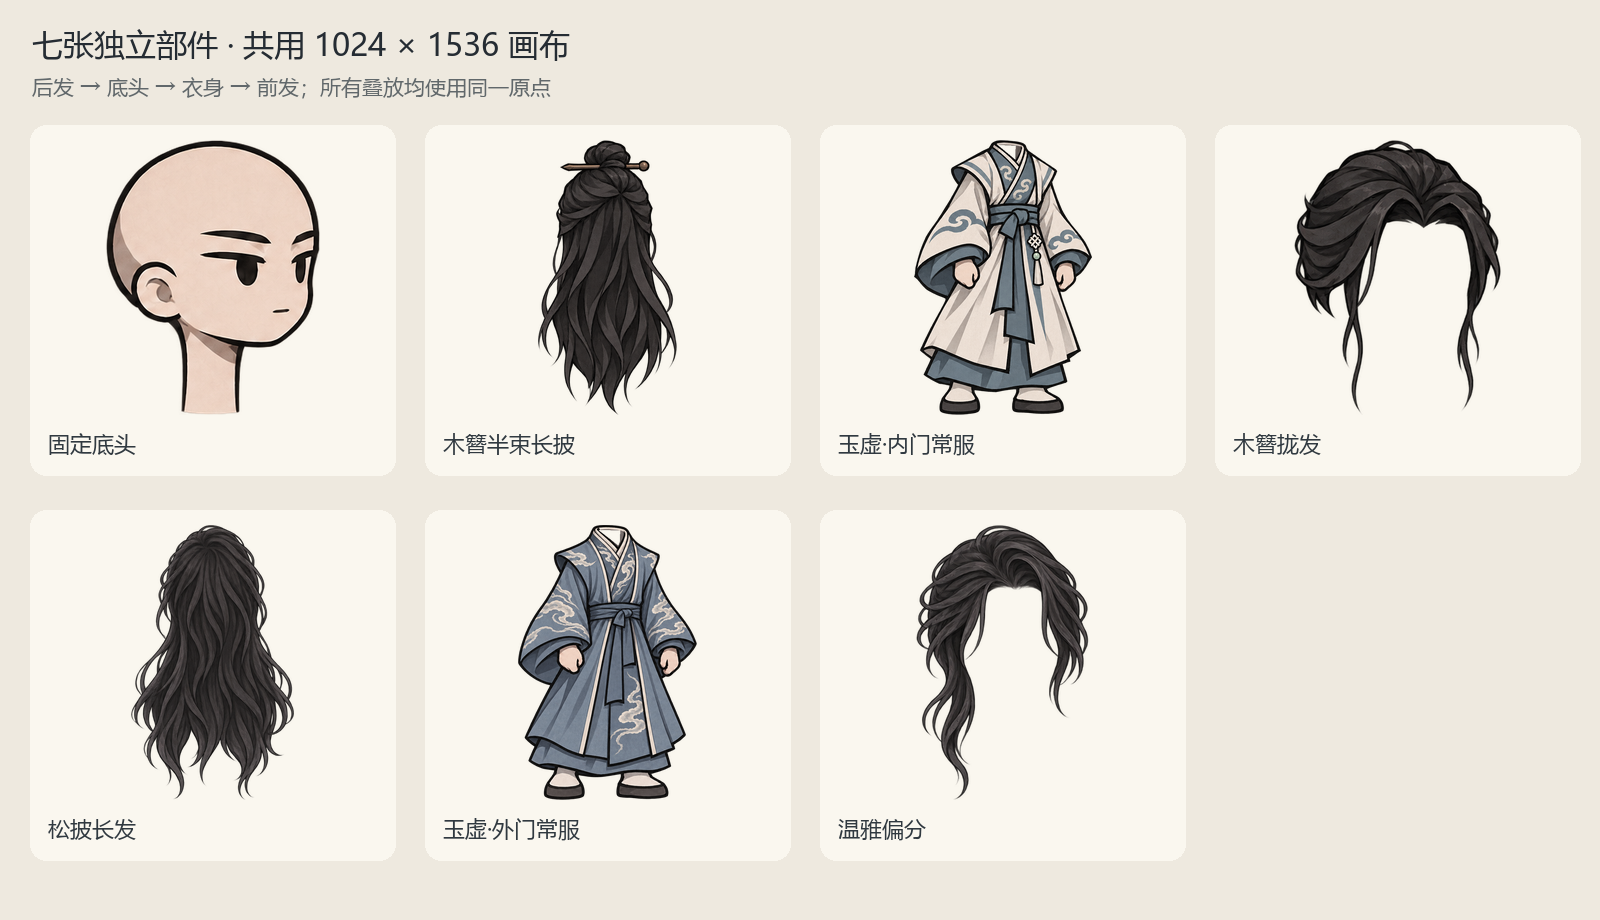 七张独立部件 · 共用 1024 × 1536 画布
后发 → 底头 → 衣身 → 前发；所有叠放均使用同一原点
固定底头
木簪半束长披
玉虚·内门常服
木簪拢发
松披长发
玉虚·外门常服
温雅偏分